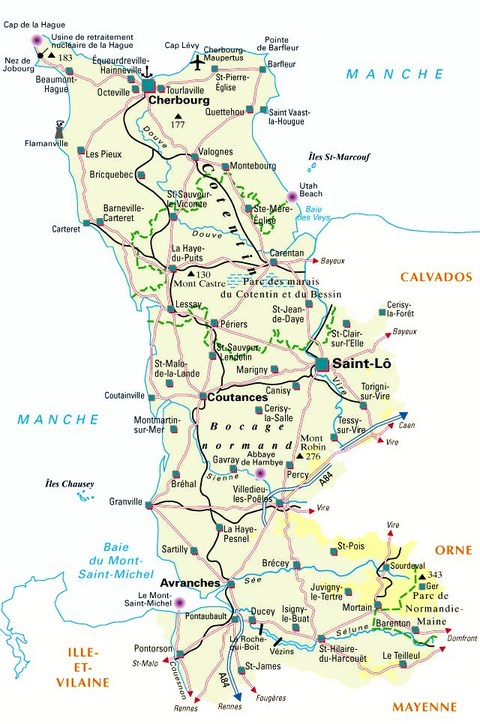 Cap de la Hague
Usine de retraitement
nucléaire de la Hague
183
Nez de
Jobourg
Beaumont-
Hague
Équeurdreville-
Hainneville
Octeville
Tourlaville
Cherbourg
Cap Lévy
Cherbourg-
Maupertus
Pointe
de Barfleur
Barfleur
St-Pierre-
Église
MANCHE
Quettehou
Saint Vaast-
la-Hougue
177
Flamanville
Les Pieux
Douve
Valognes
Montebourg
Îles St-Marcouf
Bricquebec
Cotentin
St-Sauveur-
le-Vicomte
Utah
Beach
Barneville-
Carteret
Ste-Mère-
Église
Baie
des Veys
Carteret
Douve
La Haye-
du-Puits
Carentan
Bayeux
130
Mont Castre
Parc des marais
du Cotentin et du Bessin
CALVADOS
Lessay
St-Jean-
de-Daye
Cerisy-
la-Forêt
Périers
St-Clair-
sur-l'Elle
Bayeux
St-Sauveur-
Lendelin
St-Malo-
de-la-Lande
Marigny
Saint-Lô
Canisy
Vire
Torigni-
sur-Vire
Coutainville
Coutances
Cerisy-
la-Salle
MANCHE
Montmartin-
sur-Mer
Bocage
normand
Tessy-
sur-Vire
Caen
Vire
Mont
Robin
276
Abbaye
de Hambye
Gavray
Percy
Sienne
Îles Chausey
Bréhal
Villedieu-
les-Poêles
A84
Granville
Vire
La Haye-
Pesnel
Vire
Baie
du Mont-
Saint-Michel
Sartilly
St-Pois
ORNE
Brécey
Sourdeval
343
Ger
Avranches
Sée
Juvigny-
le-Tertre
Parc de
Normandie-
Maine
Le Mont-
Saint-Michel
Mortain
Pontaubault
Ducey
Isigny-
le-Buat
Barenton
Sélune
Domfront
La Roche-
qui-Boit
Vézins
St-Hilaire-
du-Harcouët
Le Teilleul
Pontorson
St-Malo
ILLE-
ET-
VILAINE
Couesnon
St-James
A84
Rennes
Rennes
Fougères
MAYENNE